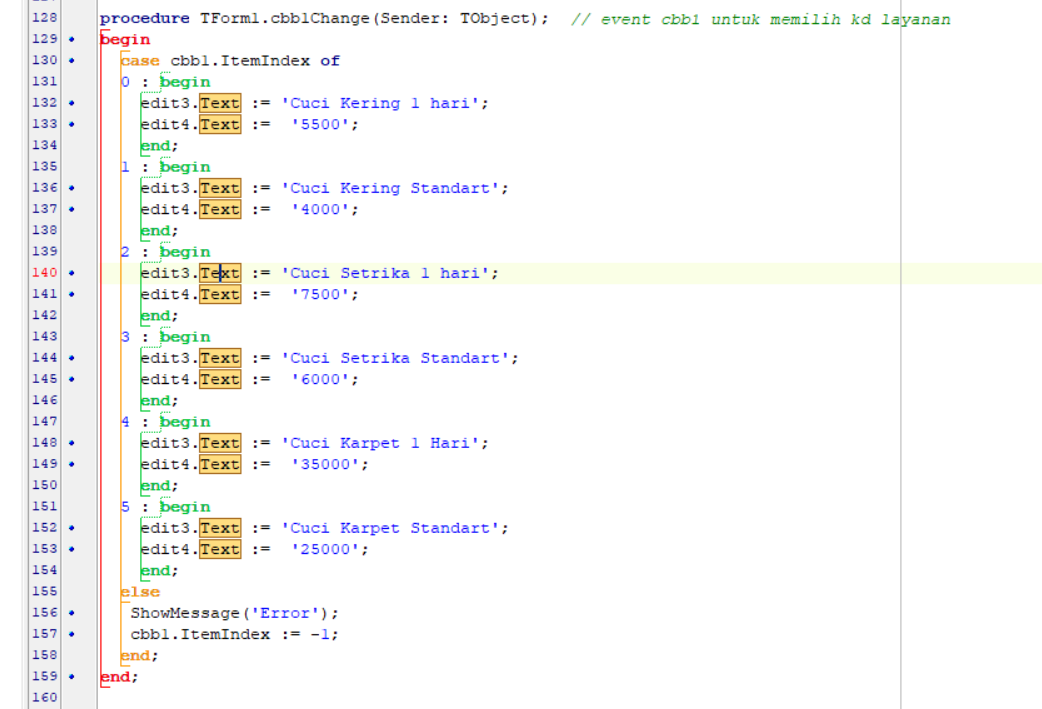 128 procedure TForm1.cbb1Change(Sender: TObject);  // event cbb1 untuk memilih kd layanan
129 begin
130 case cbb1.ItemIndex of
131 0 : begin
132 edit3.Text := 'Cuci Kering 1 hari';
133 edit4.Text :=  '5500';
134 end;
135 1 : begin
136 edit3.Text := 'Cuci Kering Standart';
137 edit4.Text :=  '4000';
138 end;
139 2 : begin
140 edit3.Text := 'Cuci Setrika 1 hari';
141 edit4.Text :=  '7500';
142 end;
143 3 : begin
144 edit3.Text := 'Cuci Setrika Standart';
145 edit4.Text :=  '6000';
146 end;
147 4 : begin
148 edit3.Text := 'Cuci Karpet 1 Hari';
149 edit4.Text :=  '35000';
150 end;
151 5 : begin
152 edit3.Text := 'Cuci Karpet Standart';
153 edit4.Text :=  '25000';
154 end;
155 else
156 ShowMessage('Error');
157 cbb1.ItemIndex := -1;
158 end;
159 end;
160